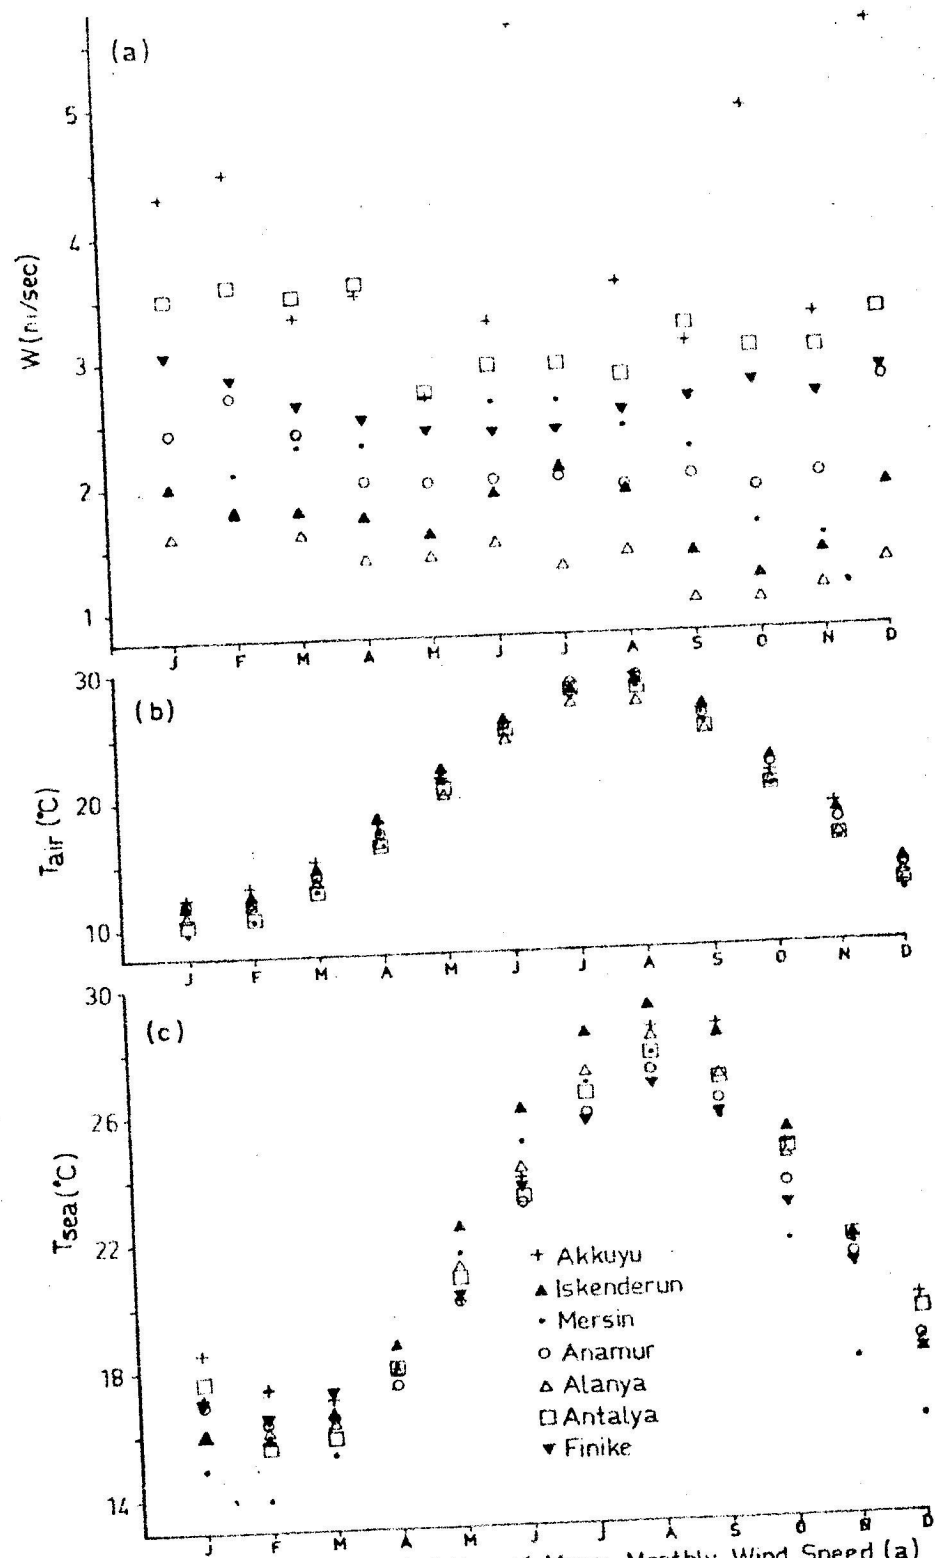 (a)
5
4
3
2
1
W (m/sec)
J F M A M J J A S O N D
30
(b)
20
10
Tair (°C)
J F M A M J J A S O N D
30
(c)
26
22
18
14
Tsea (°C)
+ Akkuyu
▲ Iskenderun
• Mersin
o Anamur
△ Alanya
□ Antalya
▼ Finike
J F M A M J J A S O N D
Mean Monthly Wind Speed (a)